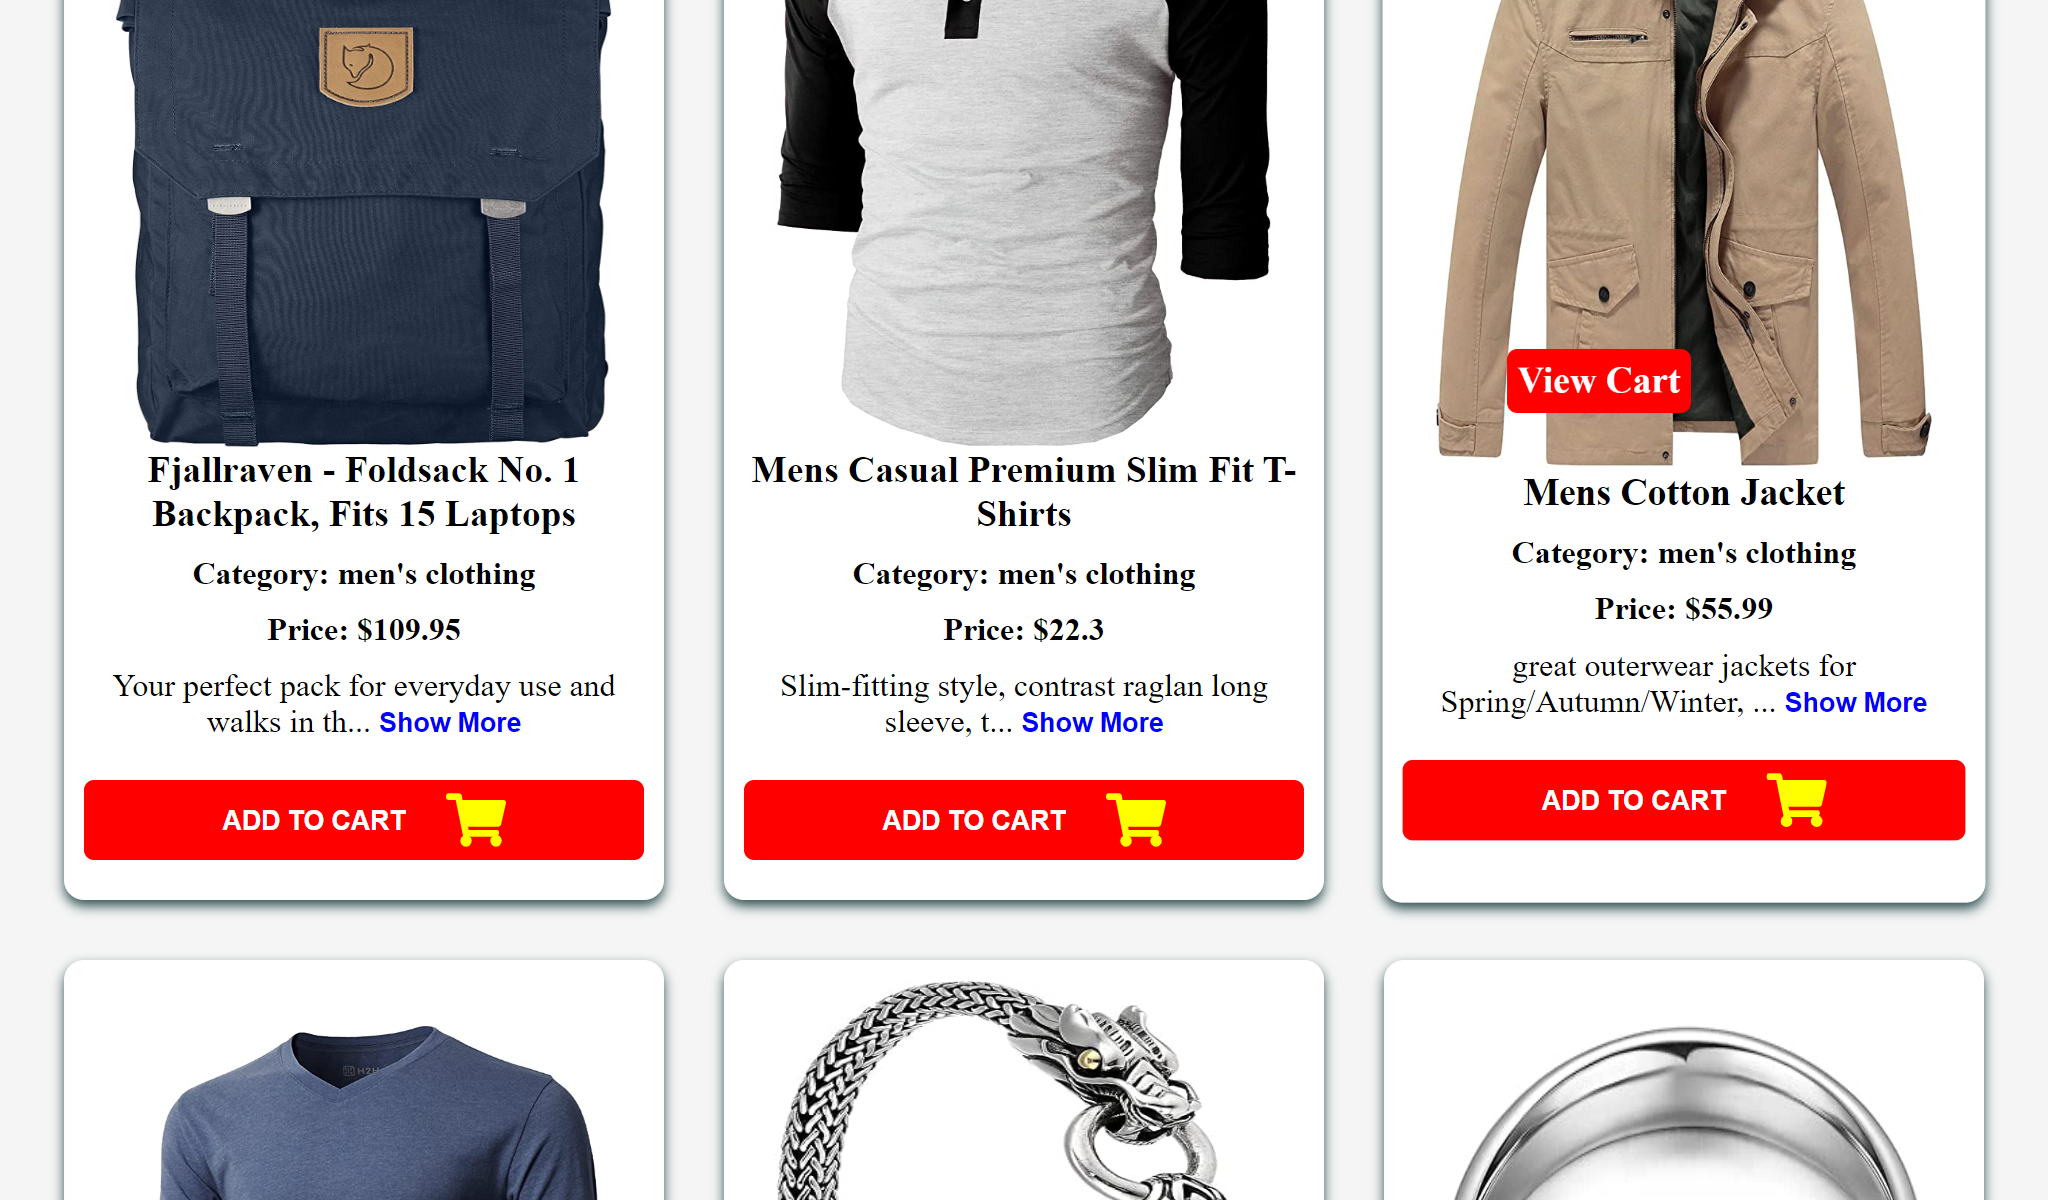 Fjallraven - Foldsack No. 1
Backpack, Fits 15 Laptops
Category: men's clothing
Price: $109.95
Your perfect pack for everyday use and
walks in th... Show More
ADD TO CART
Mens Casual Premium Slim Fit T-
Shirts
Category: men's clothing
Price: $22.3
Slim-fitting style, contrast raglan long
sleeve, t... Show More
ADD TO CART
View Cart
Mens Cotton Jacket
Category: men's clothing
Price: $55.99
great outerwear jackets for
Spring/Autumn/Winter, ... Show More
ADD TO CART